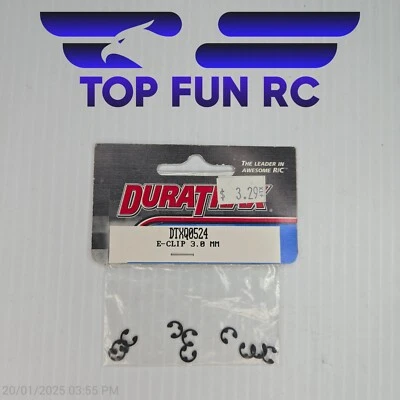 TOP FUN RC
THE LEADER IN
AWESOME R/C
DURATRAX
$ 3.29
DTXQ0524
E-CLIP 3.0 MM
20/01/2025 03:55 PM